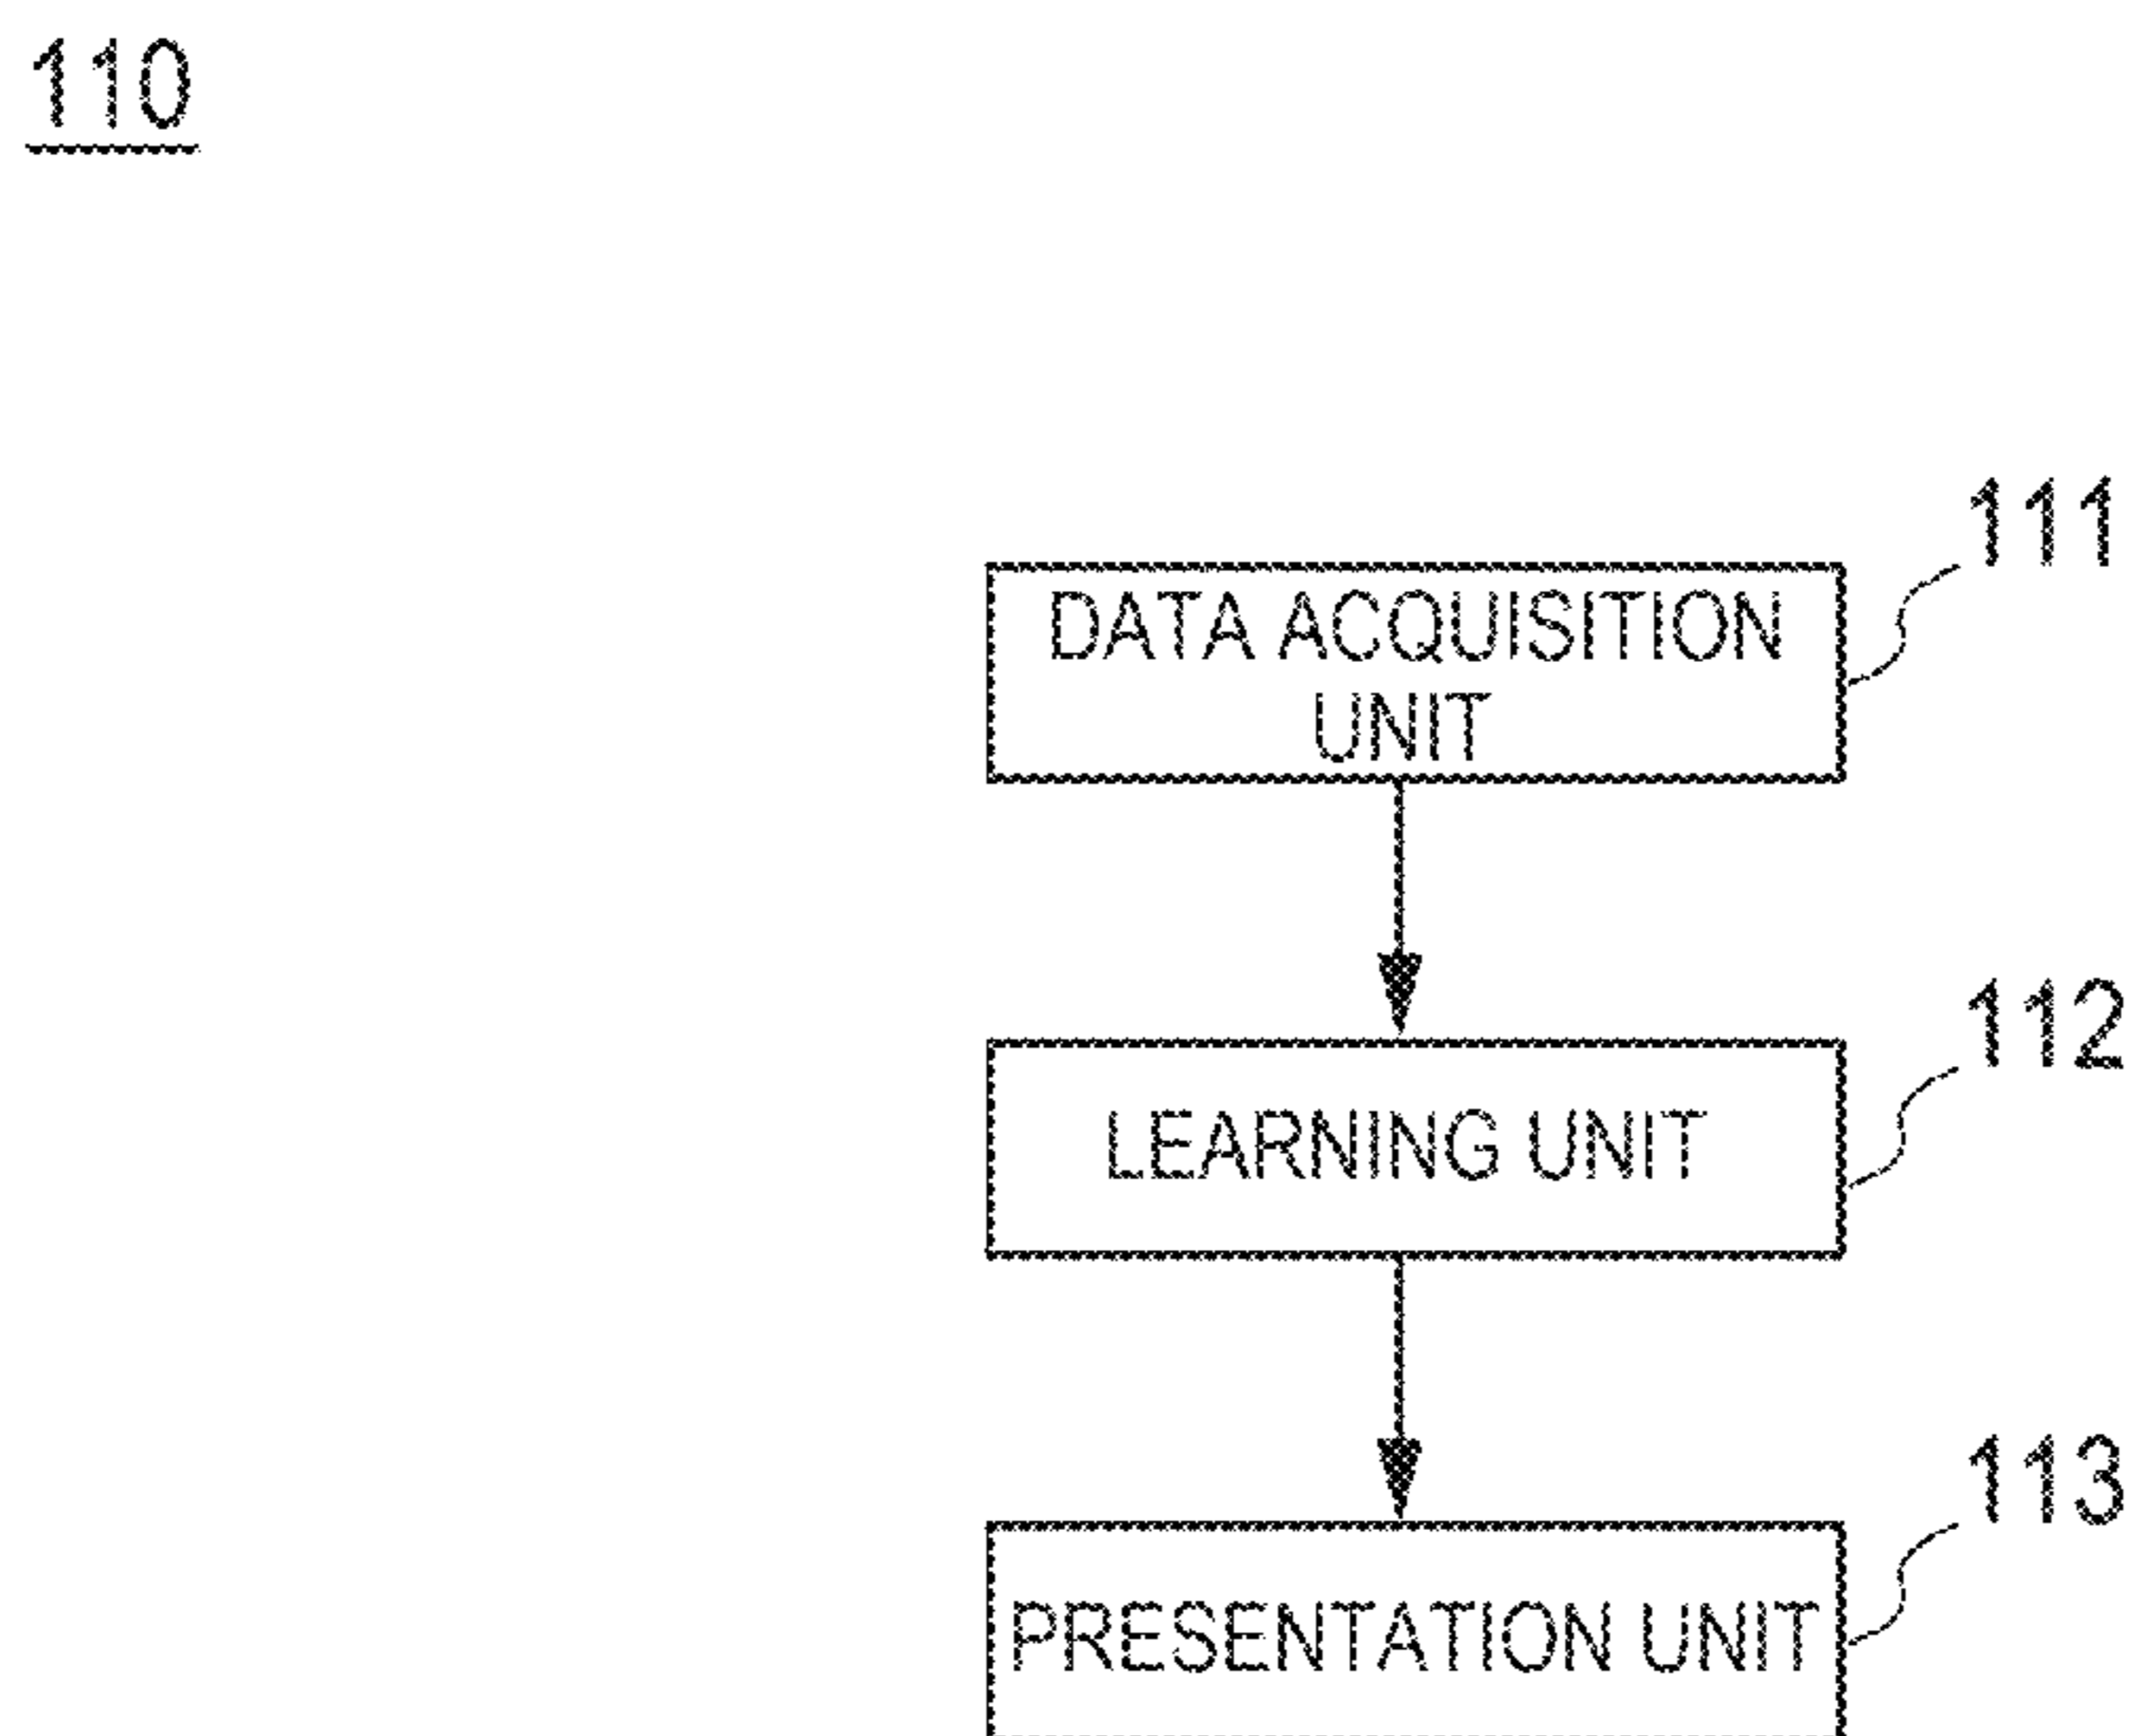 110
111
DATA ACQUISITION
UNIT
112
LEARNING UNIT
113
PRESENTATION UNIT